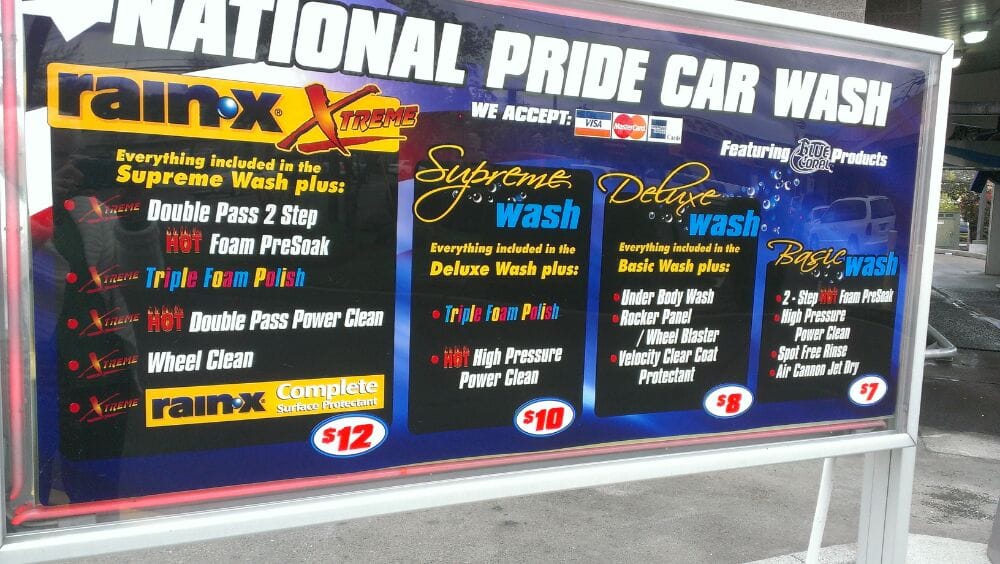 NATIONAL PRIDE CAR WASH
WE ACCEPT: VISA MasterCard
Featuring Blue Coral Products
rain-x® XTREME
Everything included in the
Supreme Wash plus:
XTREME Double Pass 2 Step
HOT Foam PreSoak
XTREME Triple Foam Polish
XTREME HOT Double Pass Power Clean
XTREME Wheel Clean
XTREME rain-x Complete
Surface Protectant
$12
Supreme
wash
Everything included in the
Deluxe Wash plus:
• Triple Foam Polish
• HOT High Pressure
Power Clean
$10
Deluxe
wash
Everything included in the
Basic Wash plus:
• Under Body Wash
• Rocker Panel
/ Wheel Blaster
• Velocity Clear Coat
Protectant
$8
Basic wash
• 2 - Step HOT Foam PreSoak
• High Pressure
Power Clean
• Spot Free Rinse
• Air Cannon Jet Dry
$7